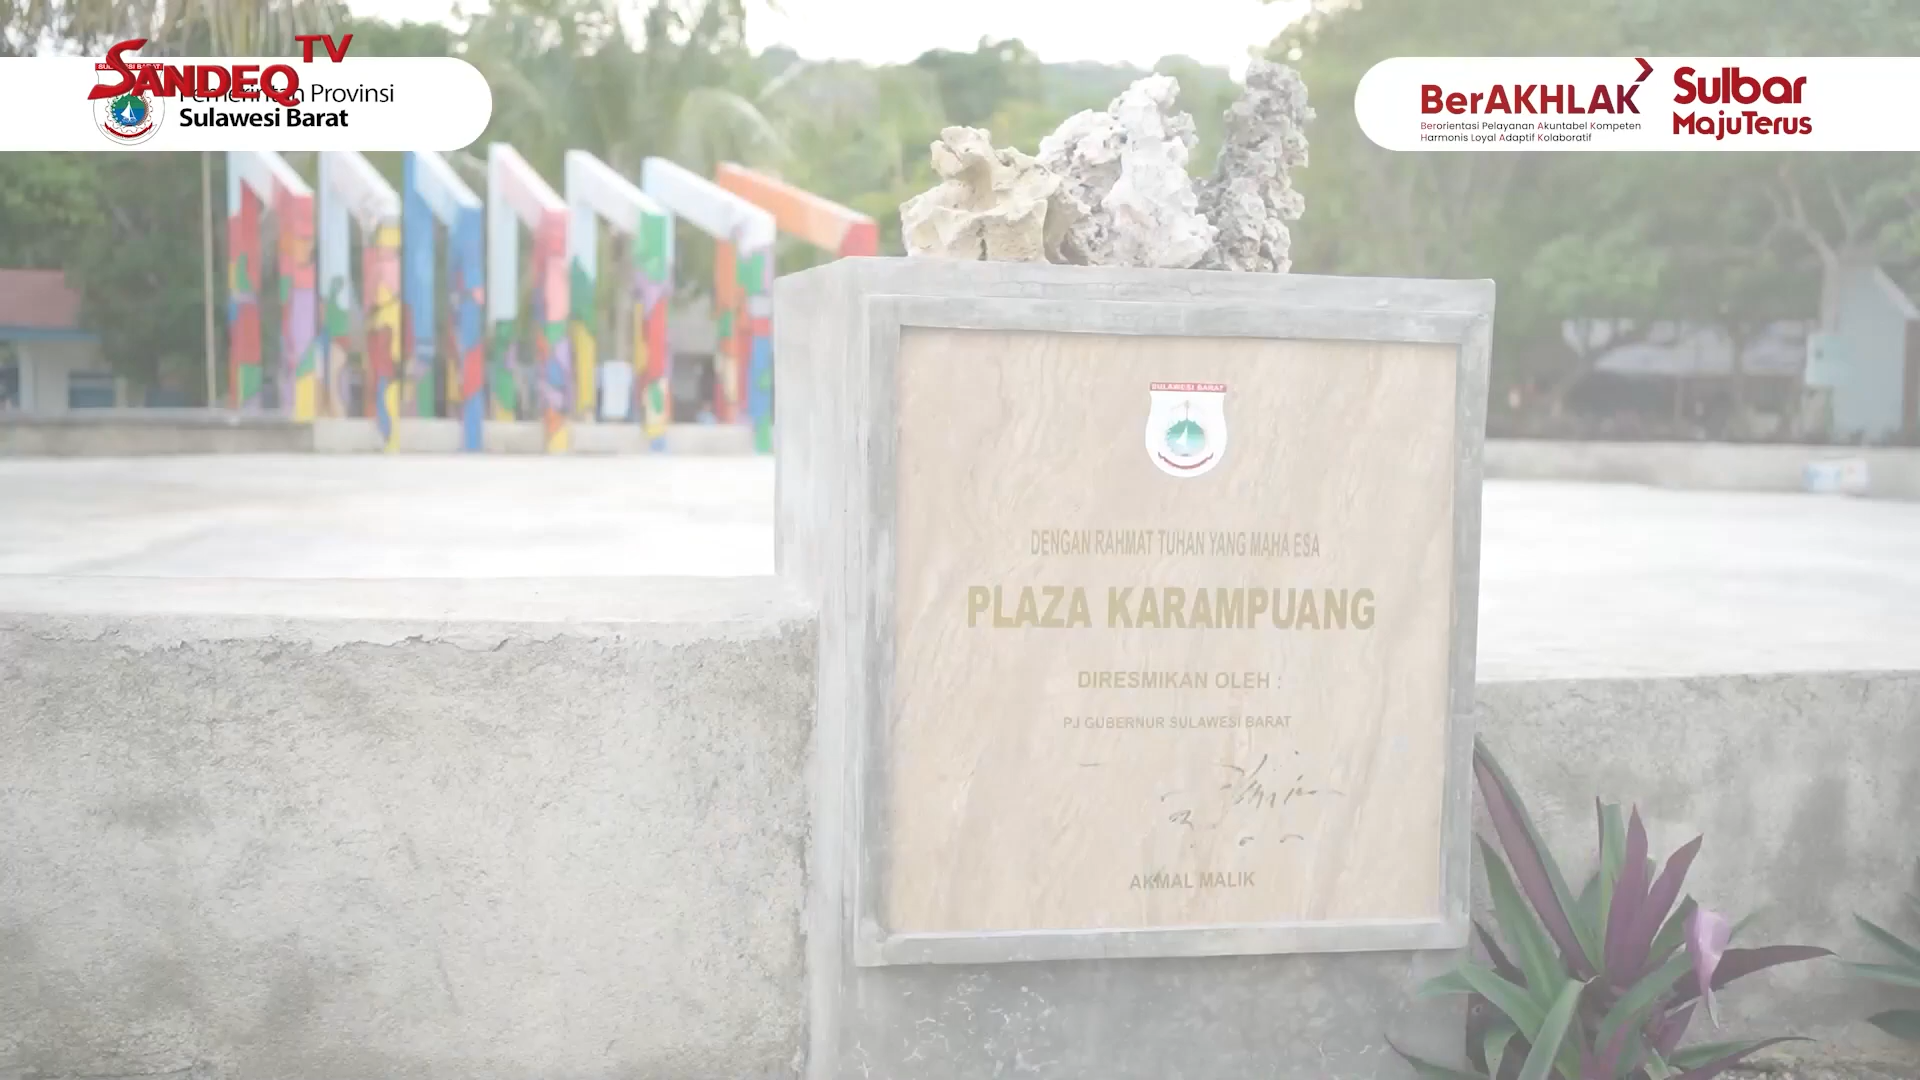 SANDEQ TV
Pemerintah Provinsi
Sulawesi Barat
BerAKHLAK
Berorientasi Pelayanan Akuntabel Kompeten
Harmonis Loyal Adaptif Kolaboratif
Sulbar
MajuTerus
SULAWESI BARAT
DENGAN RAHMAT TUHAN YANG MAHA ESA
PLAZA KARAMPUANG
DIRESMIKAN OLEH :
PJ GUBERNUR SULAWESI BARAT
AKMAL MALIK